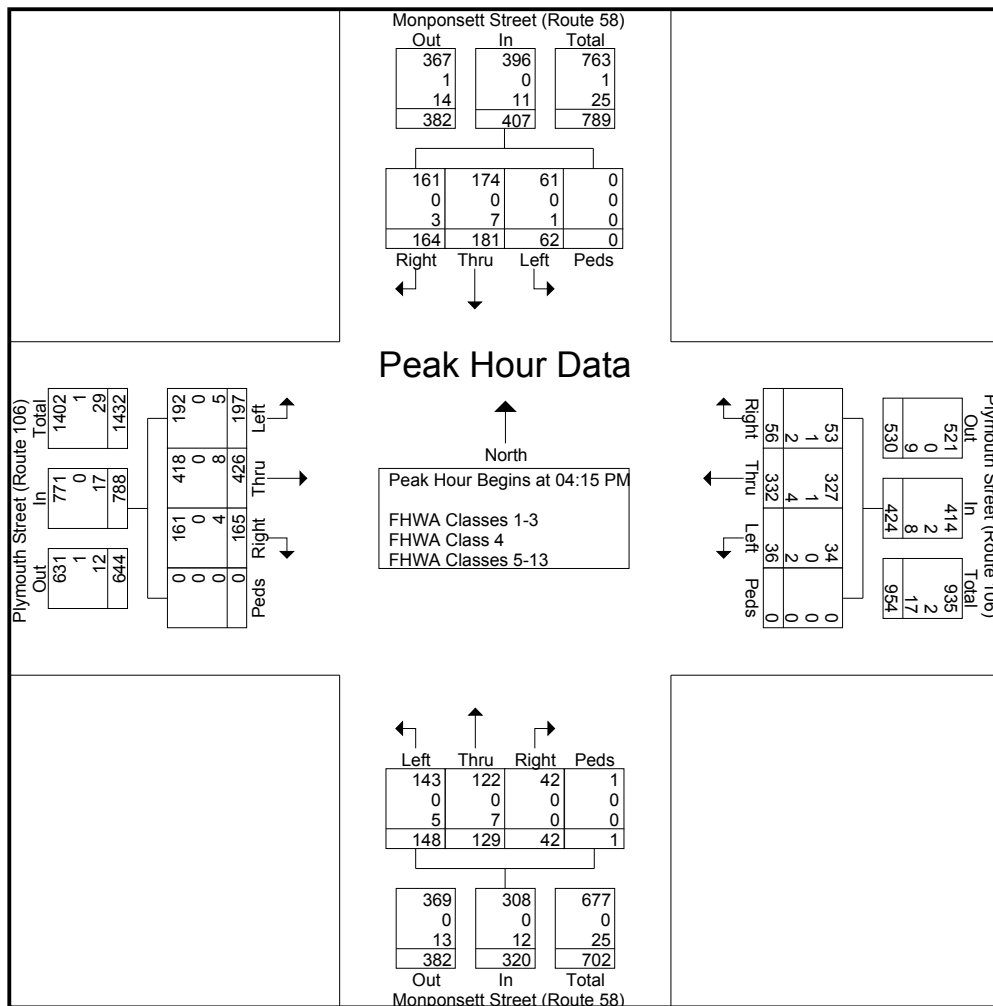 Monponsett Street (Route 58)
Out In Total
367 396 763
1 0 1
14 11 25
382 407 789
161 174 61 0
0 0 0 0
3 7 1 0
164 181 62 0
Right Thru Left Peds
Peak Hour Data
North
Peak Hour Begins at 04:15 PM
FHWA Classes 1-3
FHWA Class 4
FHWA Classes 5-13
Plymouth Street (Route 106)
Total
1402
1
29
1432
In
771
0
17
788
Out
631
1
12
644
192 0 5 197 Left
418 0 8 426 Thru
161 0 4 165 Right
0 0 0 0 Peds
Right 56 2 1 53
Thru 332 4 1 327
Left 36 2 0 34
Peds 0 0 0 0
Plymouth Street (Route 106)
Out
521
0
9
530
In
414
2
8
424
Total
935
2
17
954
Left Thru Right Peds
143 122 42 1
0 0 0 0
5 7 0 0
148 129 42 1
369 308 677
0 0 0
13 12 25
382 320 702
Out In Total
Monponsett Street (Route 58)